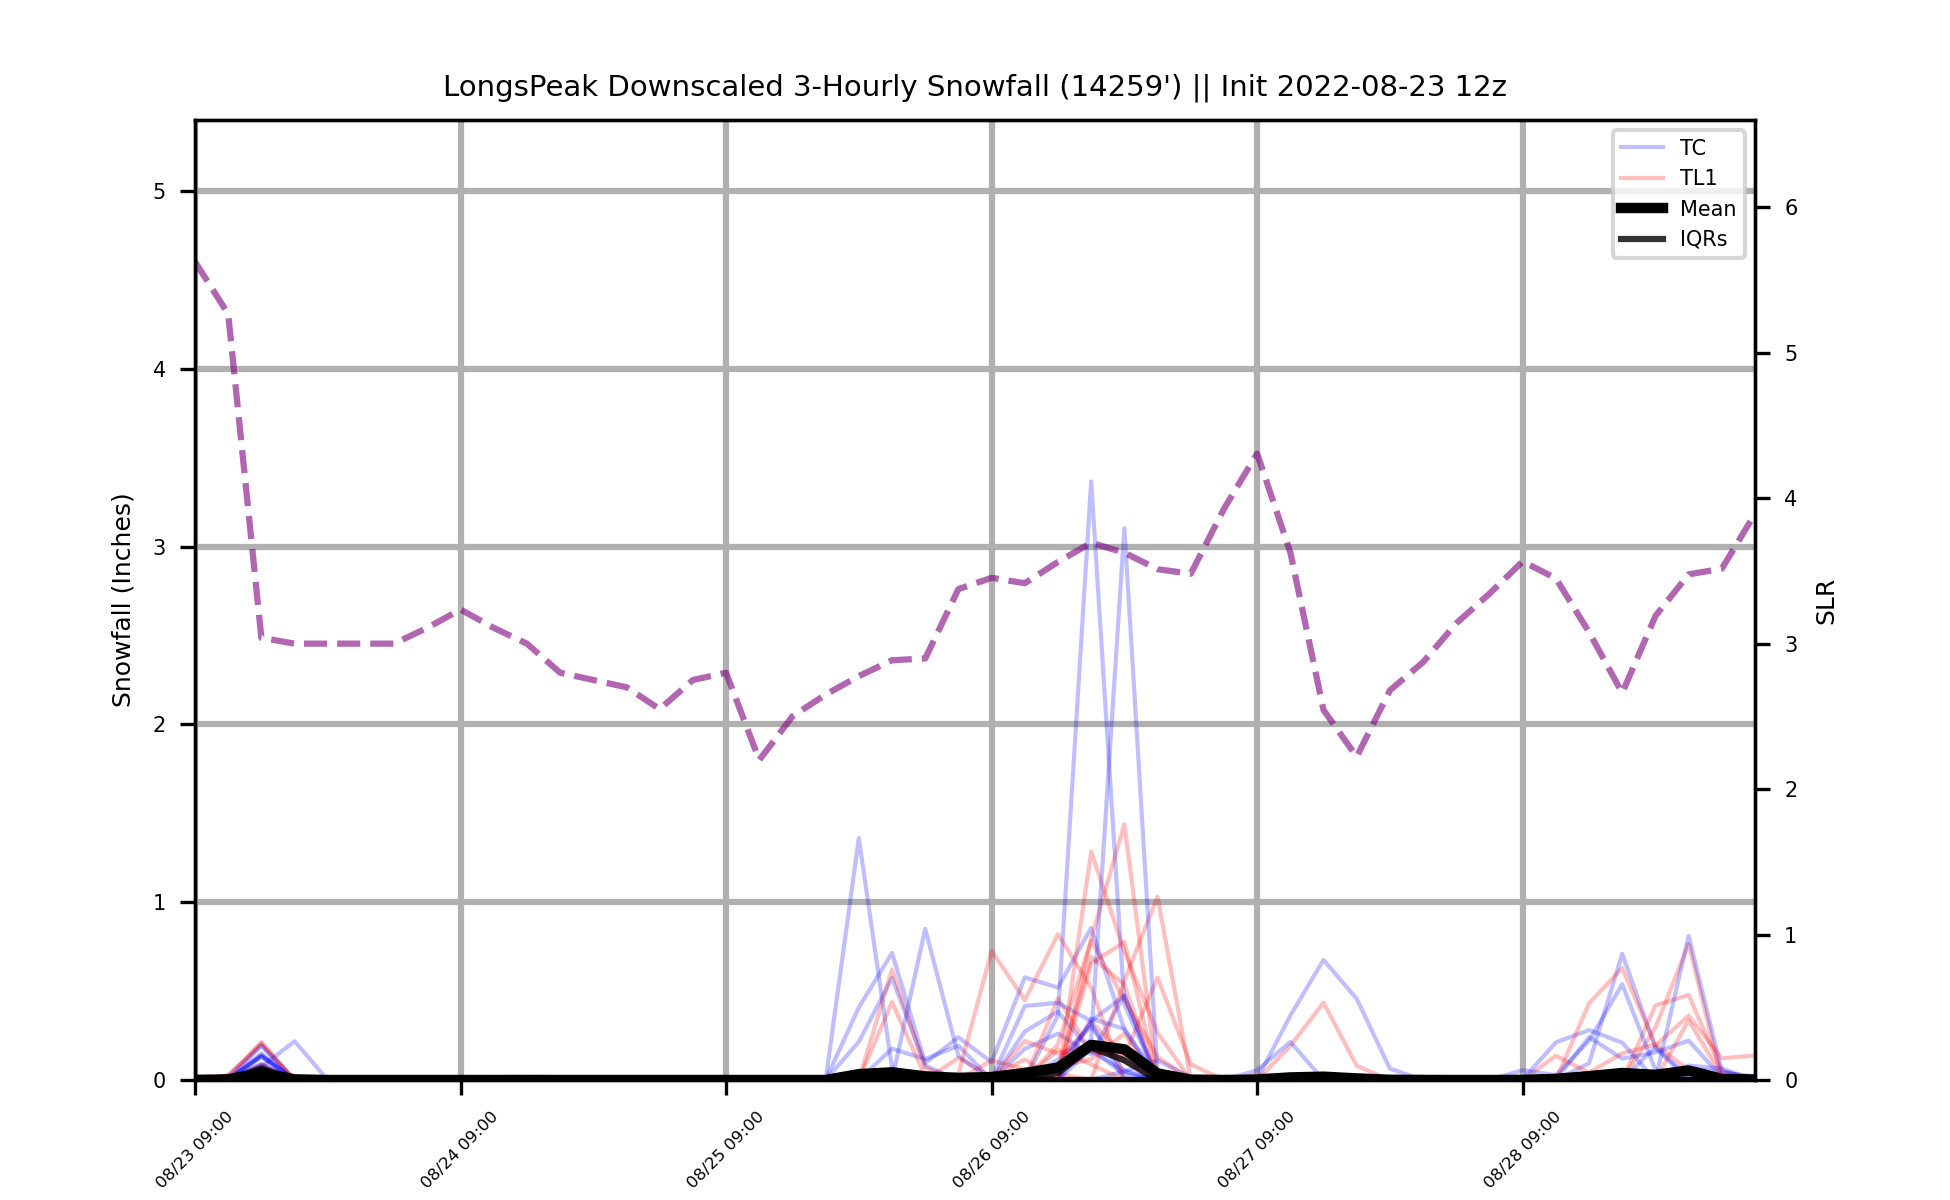 LongsPeak Downscaled 3-Hourly Snowfall (14259') || Init 2022-08-23 12z
TC
TL1
Mean
IQRs
Snowfall (Inches)
5
4
3
2
1
0
6
5
4
3
2
1
0
SLR
08/23 09:00
08/24 09:00
08/25 09:00
08/26 09:00
08/27 09:00
08/28 09:00